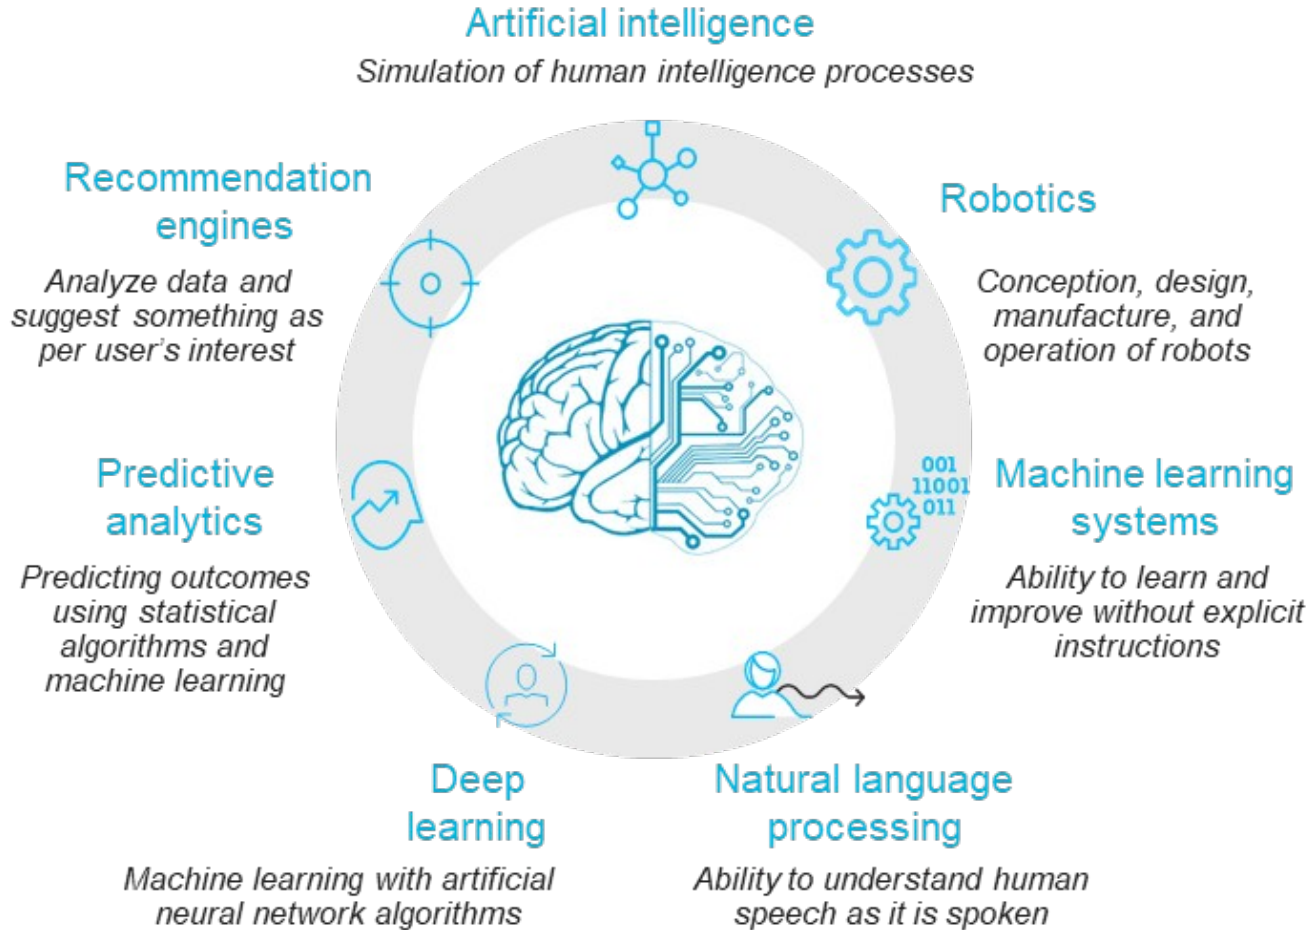 Artificial intelligence
Simulation of human intelligence processes
Robotics
Conception, design,
manufacture, and
operation of robots
001
11001
011
Machine learning
systems
Ability to learn and
improve without explicit
instructions
Natural language
processing
Ability to understand human
speech as it is spoken
Deep
learning
Machine learning with artificial
neural network algorithms
Predictive
analytics
Predicting outcomes
using statistical
algorithms and
machine learning
Recommendation
engines
Analyze data and
suggest something as
per user's interest